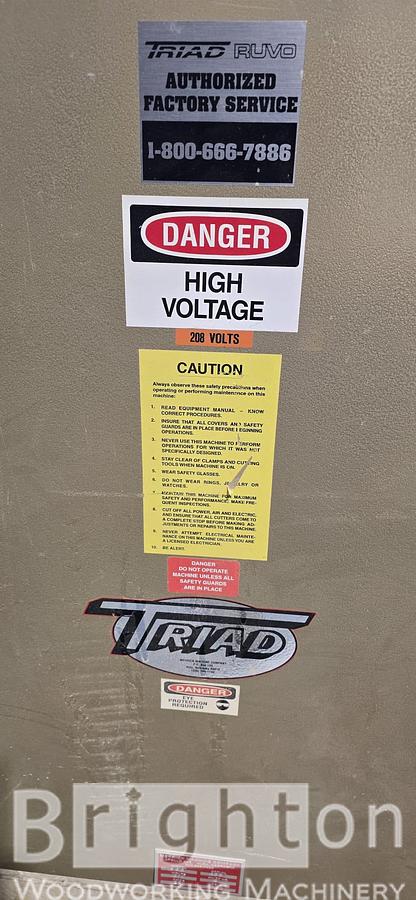 TRIAD RUVO
AUTHORIZED
FACTORY SERVICE
1-800-666-7886
DANGER
HIGH
VOLTAGE
208 VOLTS
CAUTION
Always observe these safety precautions when
operating or performing maintenance on this
machine:
1. READ EQUIPMENT MANUAL – KNOW
CORRECT PROCEDURES.
2. INSURE THAT ALL COVERS AND SAFETY
GUARDS ARE IN PLACE BEFORE BEGINNING
OPERATIONS.
3. NEVER USE THIS MACHINE TO PERFORM
OPERATIONS FOR WHICH IT WAS NOT
SPECIFICALLY DESIGNED.
4. STAY CLEAR OF CLAMPS AND CUTTING
TOOLS WHEN MACHINE IS ON.
5. WEAR SAFETY GLASSES.
6. DO NOT WEAR RINGS, JEWELRY OR
WATCHES.
7. MAINTAIN THIS MACHINE FOR MAXIMUM
SAFETY AND PERFORMANCE. MAKE FRE-
QUENT INSPECTIONS.
8. CUT OFF ALL POWER, AIR AND ELECTRIC,
AND ENSURE THAT ALL CUTTERS COME TO
A COMPLETE STOP BEFORE MAKING AD-
JUSTMENTS OR REPAIRS TO THIS MACHINE.
9. NEVER ATTEMPT ELECTRICAL MAINTE-
NANCE ON THIS MACHINE UNLESS YOU ARE
A LICENSED ELECTRICIAN.
10. BE ALERT.
DANGER
DO NOT OPERATE
MACHINE UNLESS ALL
SAFETY GUARDS
ARE IN PLACE
TRIAD
DANGER
EYE
PROTECTION
REQUIRED
Brighton
WOODWORKING MACHINERY